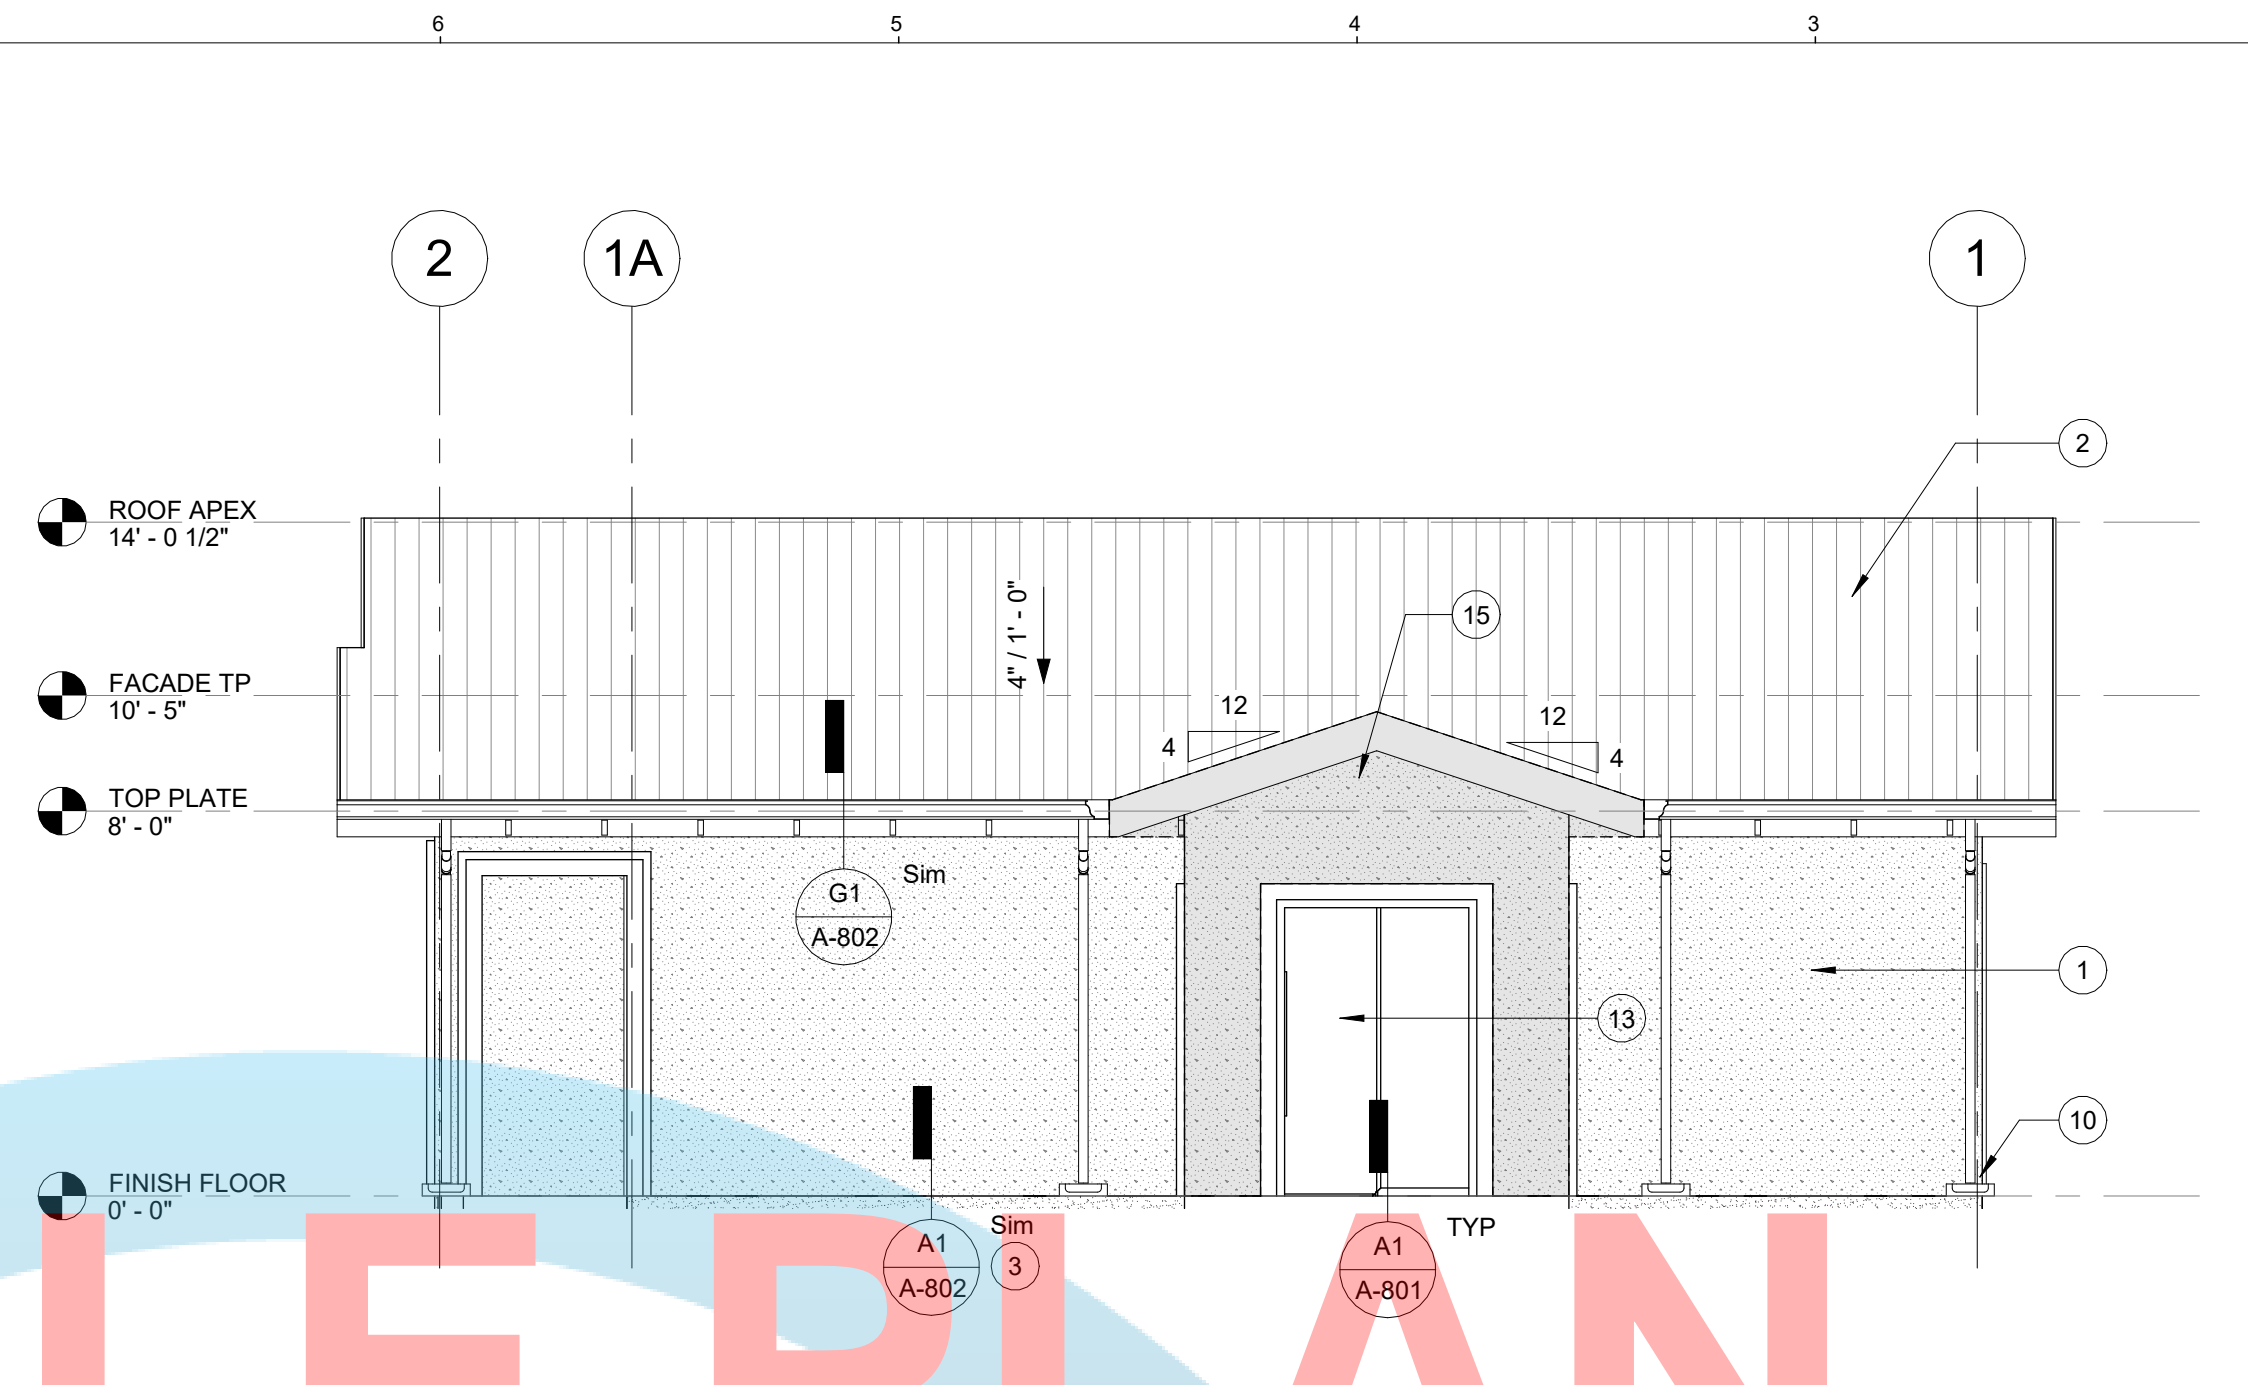 6 5 4 3
2 1A 1
2
ROOF APEX
14' - 0 1/2"
4" / 1' - 0"
15
FACADE TP
10' - 5"
12 12
4 4
TOP PLATE
8' - 0"
Sim
G1
A-802
1
13
10
FINISH FLOOR
0' - 0"
Sim
TYP
A1
A-802
3
A1
A-801
PLAN